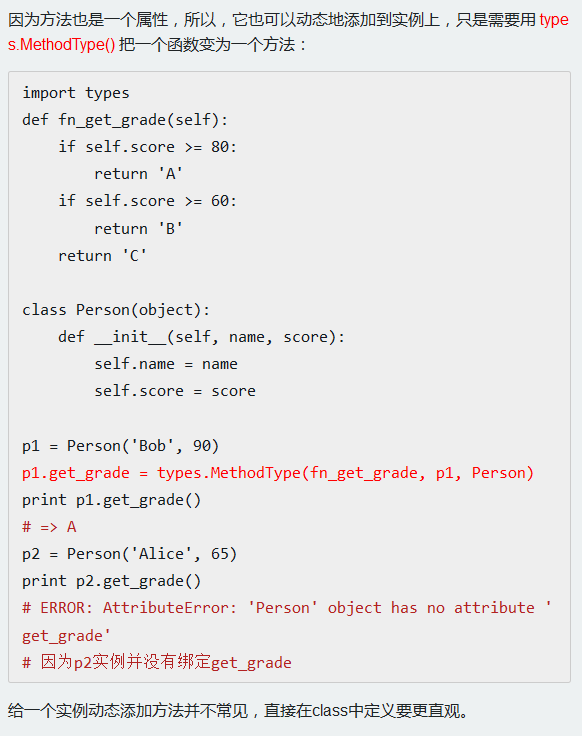 因为方法也是一个属性，所以，它也可以动态地添加到实例上，只是需要用 type
s.MethodType() 把一个函数变为一个方法：
import types
def fn_get_grade(self):
    if self.score >= 80:
        return 'A'
    if self.score >= 60:
        return 'B'
    return 'C'

class Person(object):
    def __init__(self, name, score):
        self.name = name
        self.score = score

p1 = Person('Bob', 90)
p1.get_grade = types.MethodType(fn_get_grade, p1, Person)
print p1.get_grade()
# => A
p2 = Person('Alice', 65)
print p2.get_grade()
# ERROR: AttributeError: 'Person' object has no attribute '
get_grade'
# 因为p2实例并没有绑定get_grade
给一个实例动态添加方法并不常见，直接在class中定义要更直观。